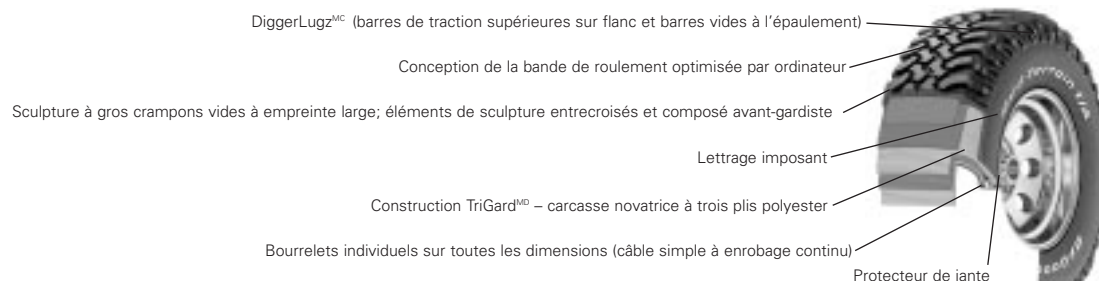 DiggerLugzMC (barres de traction supérieures sur flanc et barres vides à l'épaulement)
Conception de la bande de roulement optimisée par ordinateur
Sculpture à gros crampons vides à empreinte large; éléments de sculpture entrecroisés et composé avant-gardiste
Lettrage imposant
Construction TriGardMD – carcasse novatrice à trois plis polyester
Bourrelets individuels sur toutes les dimensions (câble simple à enrobage continu)
Protecteur de jante
Terrain T/A